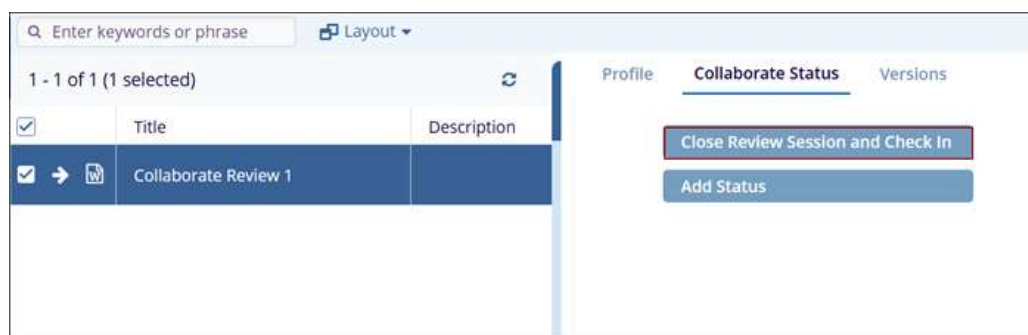 Enter keywords or phrase
Layout
1 - 1 of 1 (1 selected)
Title Description
Collaborate Review 1
Profile Collaborate Status Versions
Close Review Session and Check In
Add Status